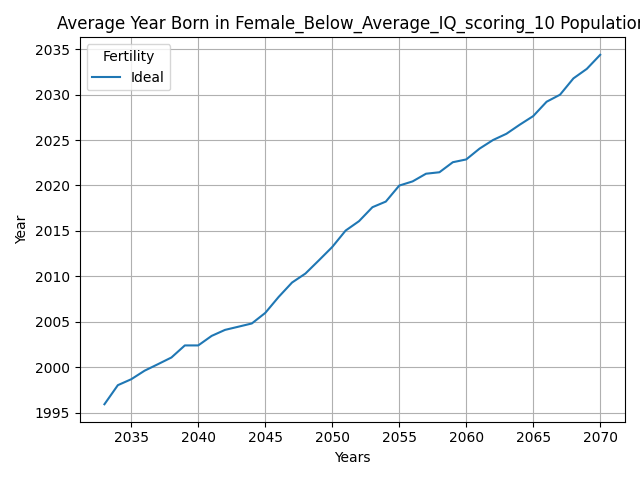 Average Year Born in Female_Below_Average_IQ_scoring_10 Population
Fertility
Ideal
Year
2035
2030
2025
2020
2015
2010
2005
2000
1995
2035 2040 2045 2050 2055 2060 2065 2070
Years